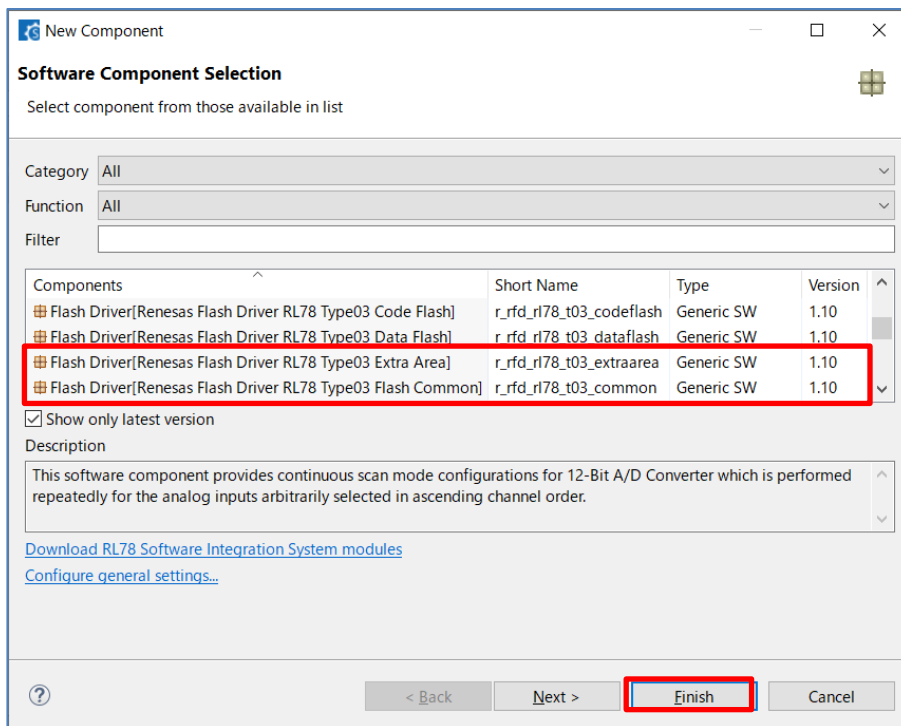 New Component
Software Component Selection
Select component from those available in list
Category All
Function All
Filter
Components Short Name Type Version
Flash Driver[Renesas Flash Driver RL78 Type03 Code Flash] r_rfd_rl78_t03_codeflash Generic SW 1.10
Flash Driver[Renesas Flash Driver RL78 Type03 Data Flash] r_rfd_rl78_t03_dataflash Generic SW 1.10
Flash Driver[Renesas Flash Driver RL78 Type03 Extra Area] r_rfd_rl78_t03_extraarea Generic SW 1.10
Flash Driver[Renesas Flash Driver RL78 Type03 Flash Common] r_rfd_rl78_t03_common Generic SW 1.10
Show only latest version
Description
This software component provides continuous scan mode configurations for 12-Bit A/D Converter which is performed
repeatedly for the analog inputs arbitrarily selected in ascending channel order.
Download RL78 Software Integration System modules
Configure general settings...
? < Back Next > Finish Cancel